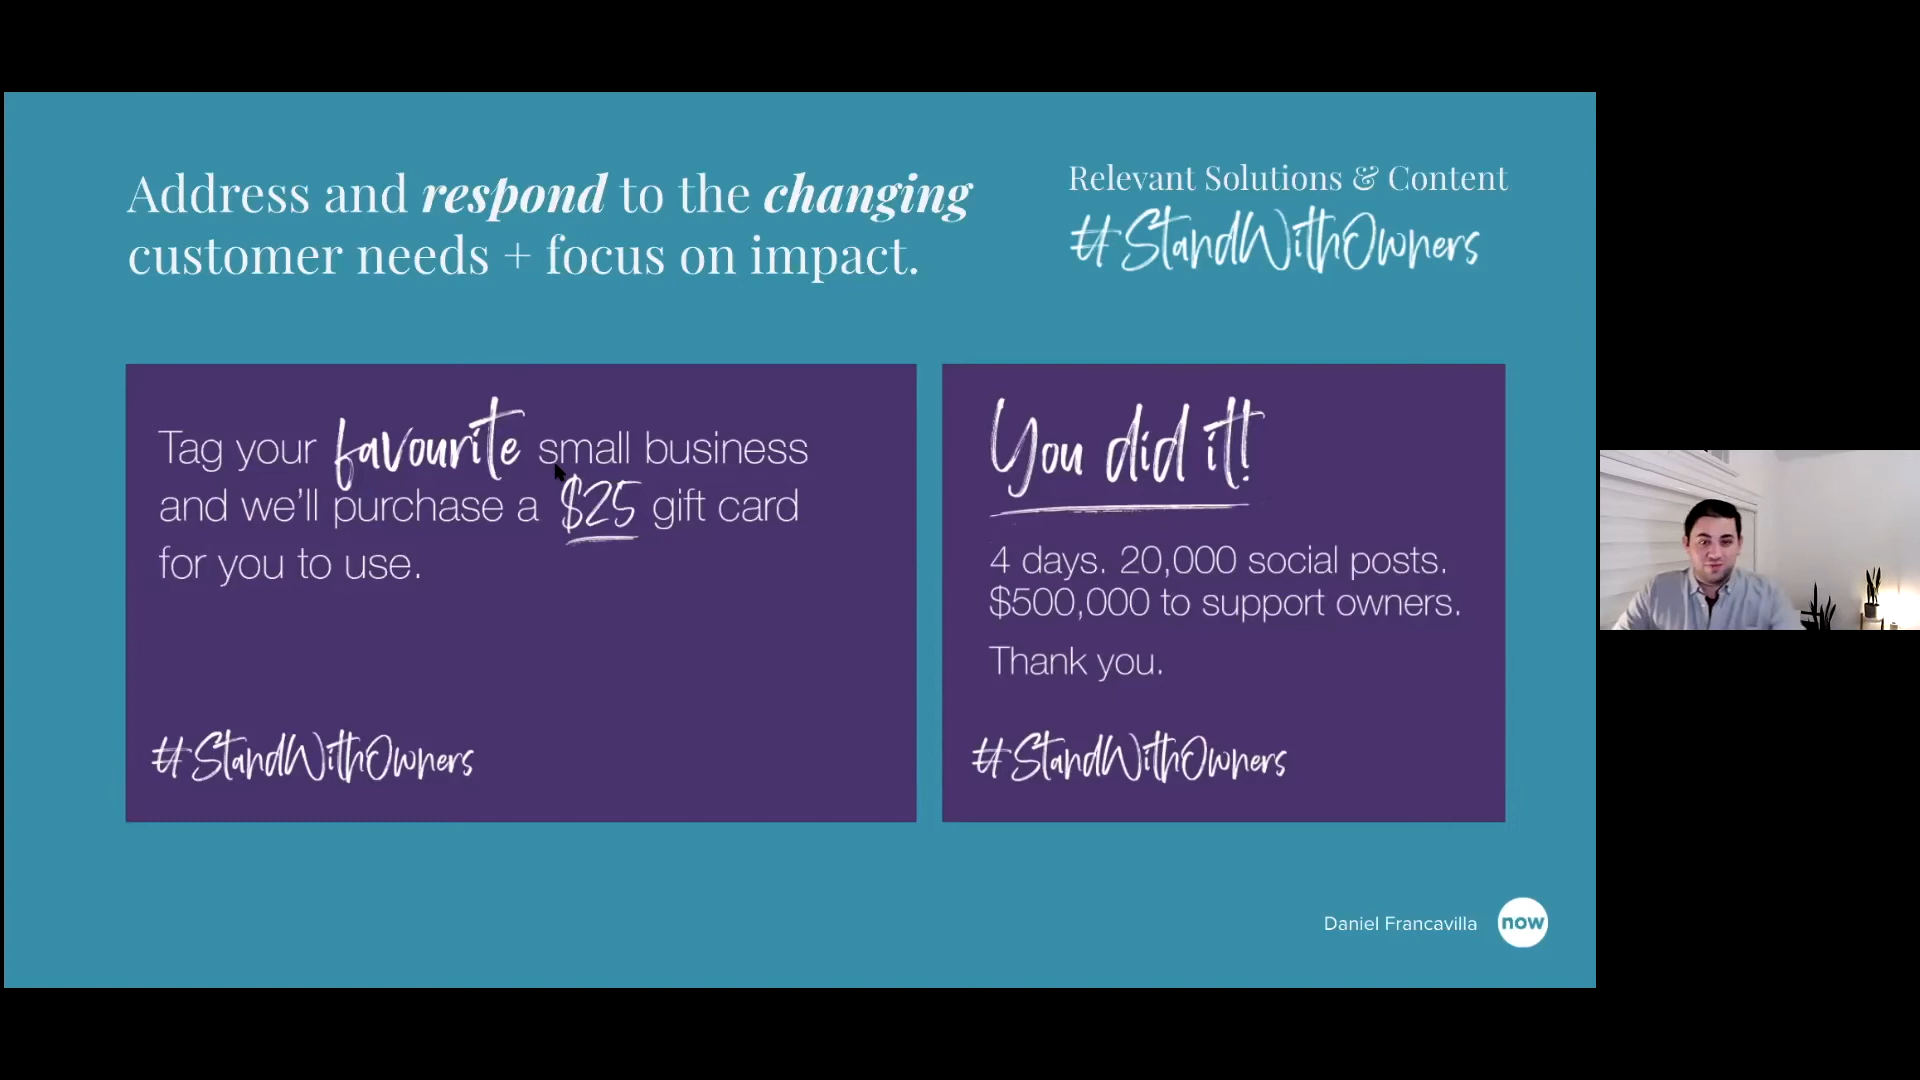 Address and respond to the changing
customer needs + focus on impact.
Relevant Solutions & Content
#StandWithOwners
Tag your favourite small business
and we'll purchase a $25 gift card
for you to use.
#StandWithOwners
You did it!
4 days. 20,000 social posts.
$500,000 to support owners.
Thank you.
#StandWithOwners
Daniel Francavilla
now